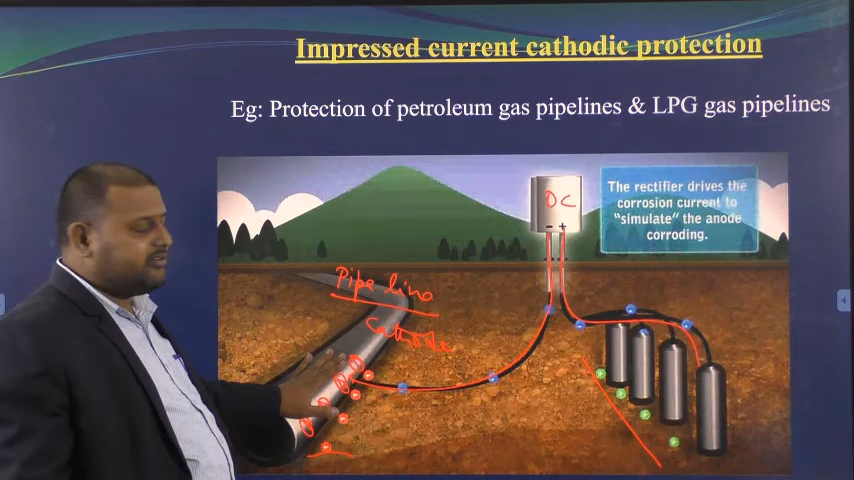 Impressed current cathodic protection
Eg: Protection of petroleum gas pipelines & LPG gas pipelines
DC
- +
The rectifier drives the
corrosion current to
"simulate" the anode
corroding.
Pipe line
Cathode